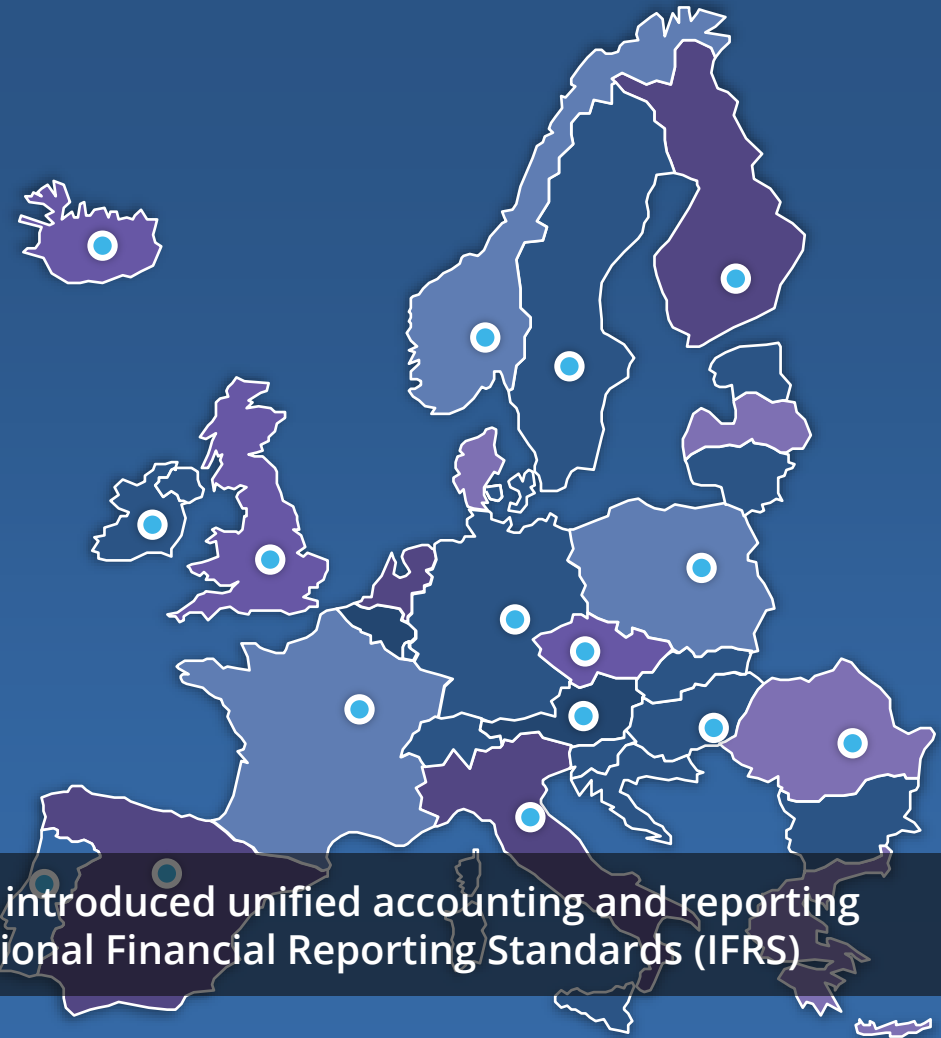 introduced unified accounting and reporting
ional Financial Reporting Standards (IFRS)